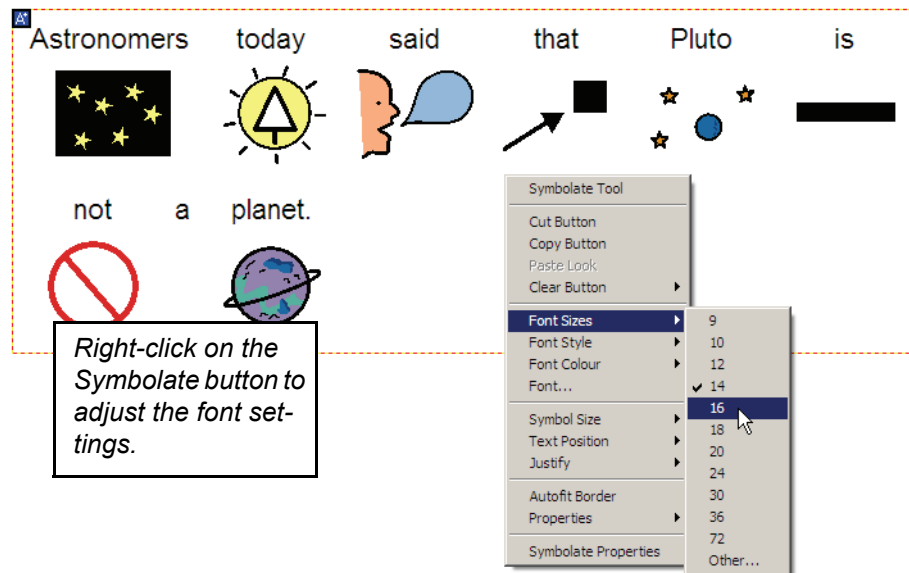 A+
Astronomers today said that Pluto is
not a planet.
Right-click on the
Symbolate button to
adjust the font set-
tings.
Symbolate Tool
Cut Button
Copy Button
Paste Look
Clear Button
Font Sizes
Font Style
Font Colour
Font...
Symbol Size
Text Position
Justify
Autofit Border
Properties
Symbolate Properties
9
10
12
14
16
18
20
24
30
36
72
Other...